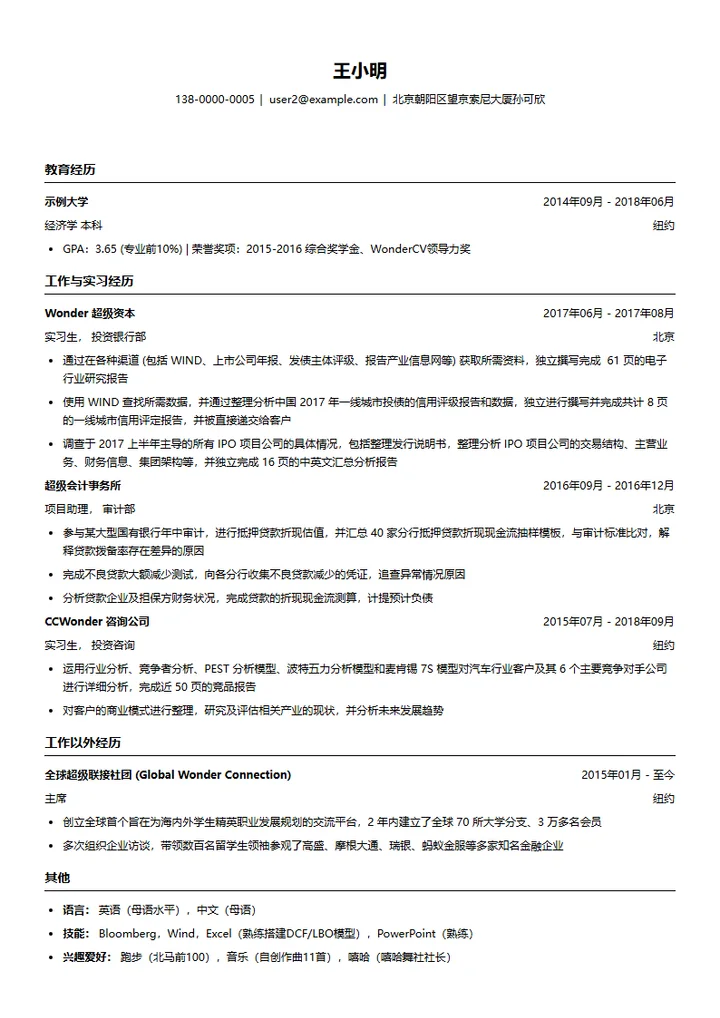 王小明
138-0000-0005 | user2@example.com | 北京朝阳区望京索尼大厦孙可欣
教育经历
示例大学 2014年09月 - 2018年06月
经济学 本科 纽约
• GPA：3.65 (专业前10%) | 荣誉奖项：2015-2016 综合奖学金、WonderCV领导力奖
工作与实习经历
Wonder 超级资本 2017年06月 - 2017年08月
实习生， 投资银行部 北京
• 通过在各种渠道 (包括 WIND、上市公司年报、发债主体评级、报告产业信息网等) 获取所需资料，独立撰写完成 61 页的电子
行业研究报告
• 使用 WIND 查找所需数据，并通过整理分析中国 2017 年一线城市投债的信用评级报告和数据，独立进行撰写并完成共计 8 页
的一线城市信用评定报告，并被直接递交给客户
• 调查于 2017 上半年主导的所有 IPO 项目公司的具体情况，包括整理发行说明书，整理分析 IPO 项目公司的交易结构、主营业
务、财务信息、集团架构等，并独立完成 16 页的中英文汇总分析报告
超级会计事务所 2016年09月 - 2016年12月
项目助理， 审计部 北京
• 参与某大型国有银行年中审计，进行抵押贷款折现估值，并汇总 40 家分行抵押贷款折现现金流抽样模板，与审计标准比对，解
释贷款拨备率存在差异的原因
• 完成不良贷款大额减少测试，向各分行收集不良贷款减少的凭证，追查异常情况原因
• 分析贷款企业及担保方财务状况，完成贷款的折现现金流测算，计提预计负债
CCWonder 咨询公司 2015年07月 - 2018年09月
实习生， 投资咨询 纽约
• 运用行业分析、竞争者分析、PEST 分析模型、波特五力分析模型和麦肯锡 7S 模型对汽车行业客户及其 6 个主要竞争对手公司
进行详细分析，完成近 50 页的竞品报告
• 对客户的商业模式进行整理，研究及评估相关产业的现状，并分析未来发展趋势
工作以外经历
全球超级联接社团 (Global Wonder Connection) 2015年01月 - 至今
主席 纽约
• 创立全球首个旨在为海内外学生精英职业发展规划的交流平台，2 年内建立了全球 70 所大学分支、3 万多名会员
• 多次组织企业访谈，带领数百名留学生领袖参观了高盛、摩根大通、瑞银、蚂蚁金服等多家知名金融企业
其他
• 语言： 英语（母语水平），中文（母语）
• 技能： Bloomberg，Wind，Excel（熟练搭建DCF/LBO模型），PowerPoint（熟练）
• 兴趣爱好： 跑步（北马前100），音乐（自创作曲11首），嘻哈（嘻哈舞社社长）